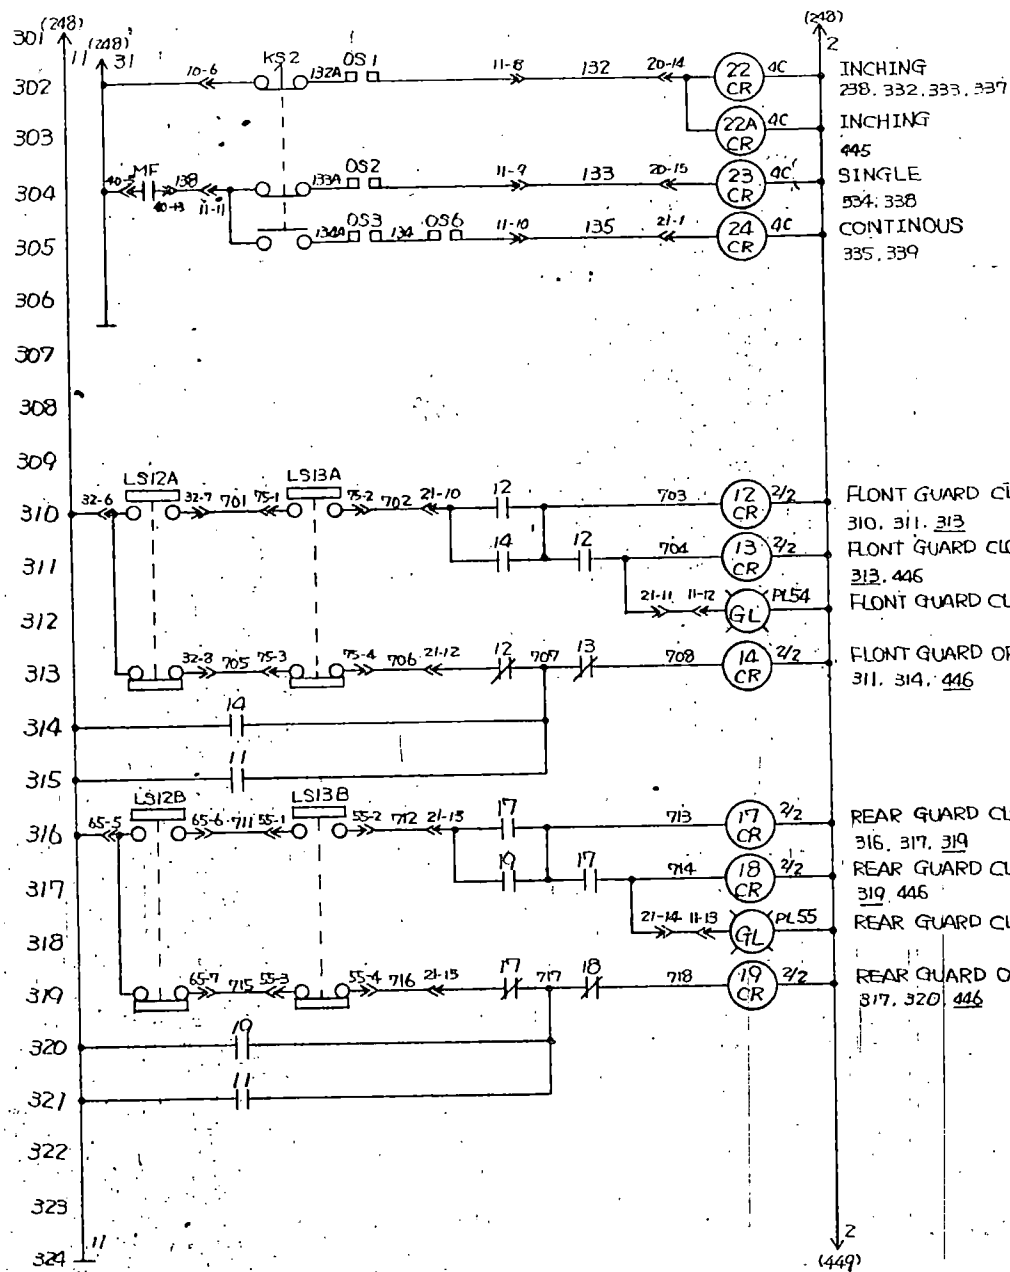 301 (248) (248) (248)
11 31 2
302 10-6 KS2 132A OS1 11-8 132 20-14 22 CR 4C INCHING
238. 332, 333, 337
303 22A CR 4C INCHING
445
304 40-5 MF 40-13 138 11-11 133A OS2 11-9 133 20-15 23 CR 4C SINGLE
334. 338
305 134A OS3 134 OS6 11-10 135 21-1 24 CR 4C CONTINOUS
335, 339
306
307
308
309
LS12A LS13A
310 32-6 32-7 701 75-1 75-2 702 21-10 12 703 12 CR 2/2 FLONT GUARD CL
310. 311. 313
311 14 12 704 13 CR 2/2 FLONT GUARD CLO
313. 446
312 21-11 11-12 GL PL54 FLONT GUARD CL
313 32-8 705 75-3 75-4 706 21-12 12 707 13 708 14 CR 2/2 FLONT GUARD OP
311. 314. 446
314 14
315 11
LS12B LS13B
316 65-5 65-6 711 55-1 55-2 712 21-13 17 713 17 CR 2/2 REAR GUARD CL
316, 317. 319
317 19 17 714 18 CR 2/2 REAR GUARD CL
319, 446
318 21-14 11-13 GL PL55 REAR GUARD CL
319 65-7 715 55-3 55-4 716 21-15 17 717 18 718 19 CR 2/2 REAR GUARD O
317, 320 446
320 19
321 11
322
323
324 11 2
(449)